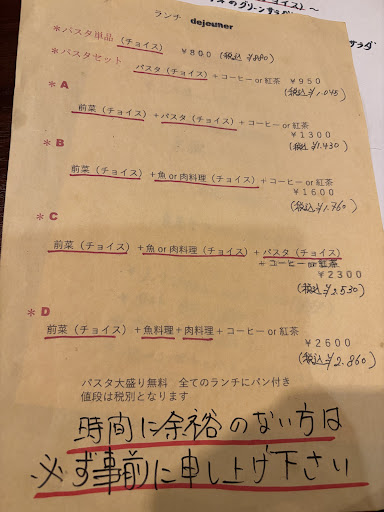 ランチ dejeuner
＊パスタ単品(チョイス) ￥800 (税込￥880)
＊パスタセット パスタ(チョイス)＋コーヒー or 紅茶 ￥950
(税込￥1.045)
＊A
前菜(チョイス)＋パスタ(チョイス)＋コーヒー or 紅茶
￥1300
(税込￥1.430)
＊B
前菜(チョイス)＋魚 or 肉料理(チョイス)＋コーヒー or 紅茶
￥1600
(税込￥1.760)
＊C
前菜(チョイス)＋魚 or 肉料理(チョイス)＋パスタ(チョイス)
＋コーヒー or 紅茶
￥2300
(税込￥2.530)
＊D
前菜(チョイス)＋魚料理＋肉料理＋コーヒー or 紅茶
￥2600
(税込￥2.860)
パスタ大盛り無料 全てのランチにパン付き
値段は税別となります
時間に余裕のない方は
必ず事前に申し上げ下さい